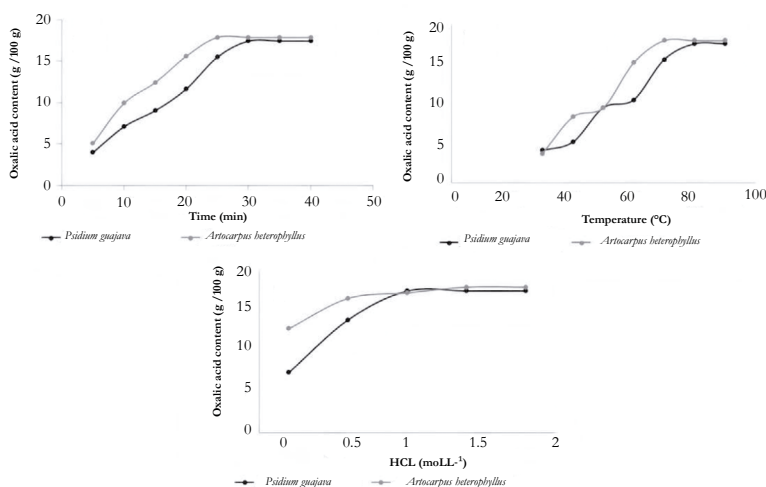 Oxalic acid content (g /100 g)
20
15
10
5
0
0 10 20 30 40 50
Time (min)
Psidium guajava Artocarpus heterophyllus
Oxalic acid content (g /100 g)
20
15
10
5
0
0 20 40 60 80 100
Temperature (°C)
Psidium guajava Artocarpus heterophyllus
Oxalic acid content (g /100 g)
20
15
10
5
0
0 0.5 1 1.5 2
HCL (moLL-¹)
Psidium guajava Artocarpus heterophyllus